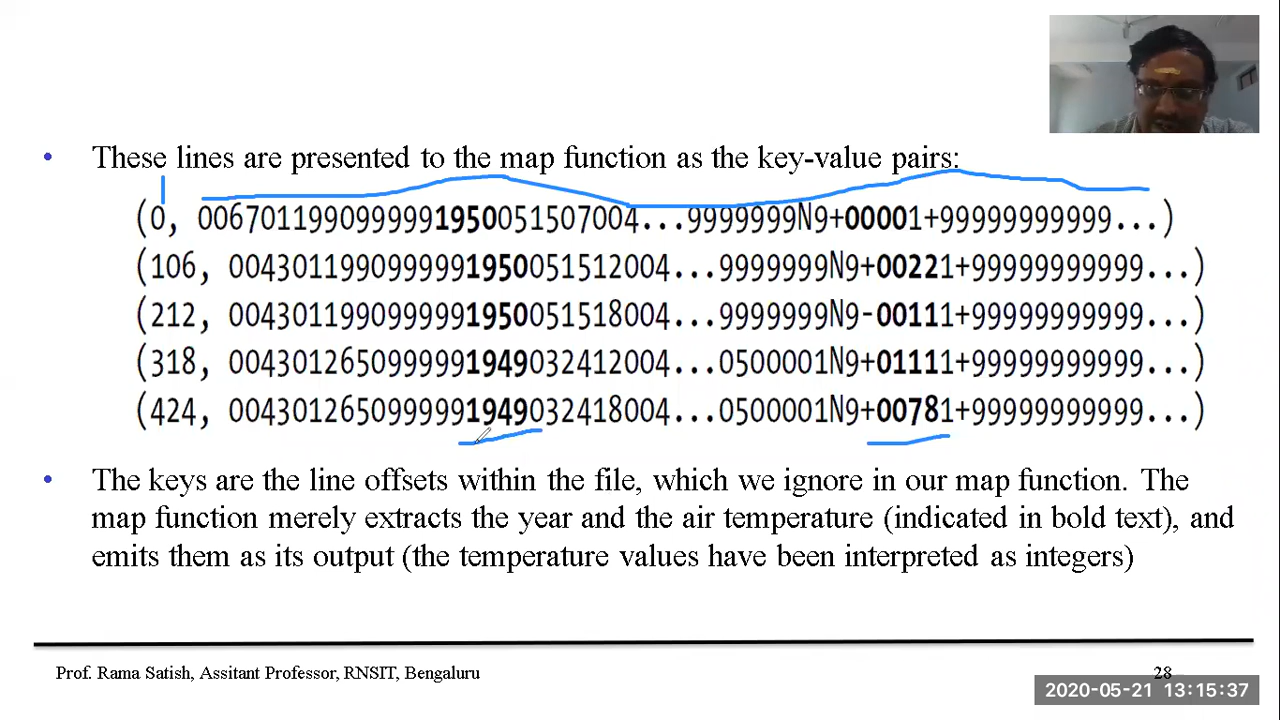 • These lines are presented to the map function as the key-value pairs:
(0, 0067011990999991950051507004...9999999N9+00001+99999999999...)
(106, 0043011990999991950051512004...9999999N9+00221+99999999999...)
(212, 0043011990999991950051518004...9999999N9-00111+99999999999...)
(318, 0043012650999991949032412004...0500001N9+01111+99999999999...)
(424, 0043012650999991949032418004...0500001N9+00781+99999999999...)
• The keys are the line offsets within the file, which we ignore in our map function. The
map function merely extracts the year and the air temperature (indicated in bold text), and
emits them as its output (the temperature values have been interpreted as integers)
Prof. Rama Satish, Assitant Professor, RNSIT, Bengaluru
28
2020-05-21 13:15:37